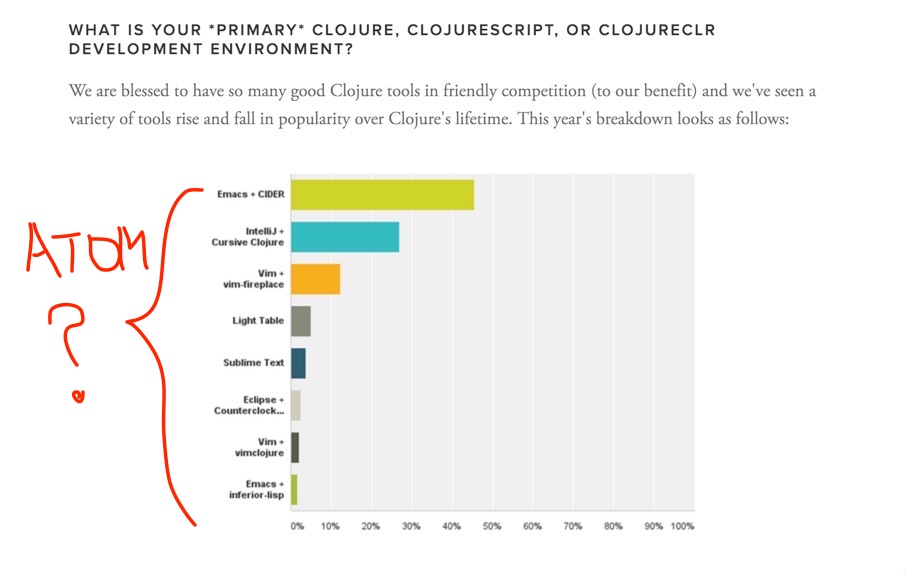 WHAT IS YOUR *PRIMARY* CLOJURE, CLOJURESCRIPT, OR CLOJURECLR
DEVELOPMENT ENVIRONMENT?
We are blessed to have so many good Clojure tools in friendly competition (to our benefit) and we've seen a
variety of tools rise and fall in popularity over Clojure's lifetime. This year's breakdown looks as follows:
ATOM
?
Emacs + CIDER
IntelliJ +
Cursive Clojure
Vim +
vim-fireplace
Light Table
Sublime Text
Eclipse +
Counterclock...
Vim +
vimclojure
Emacs +
inferior-lisp
0% 10% 20% 30% 40% 50% 60% 70% 80% 90% 100%